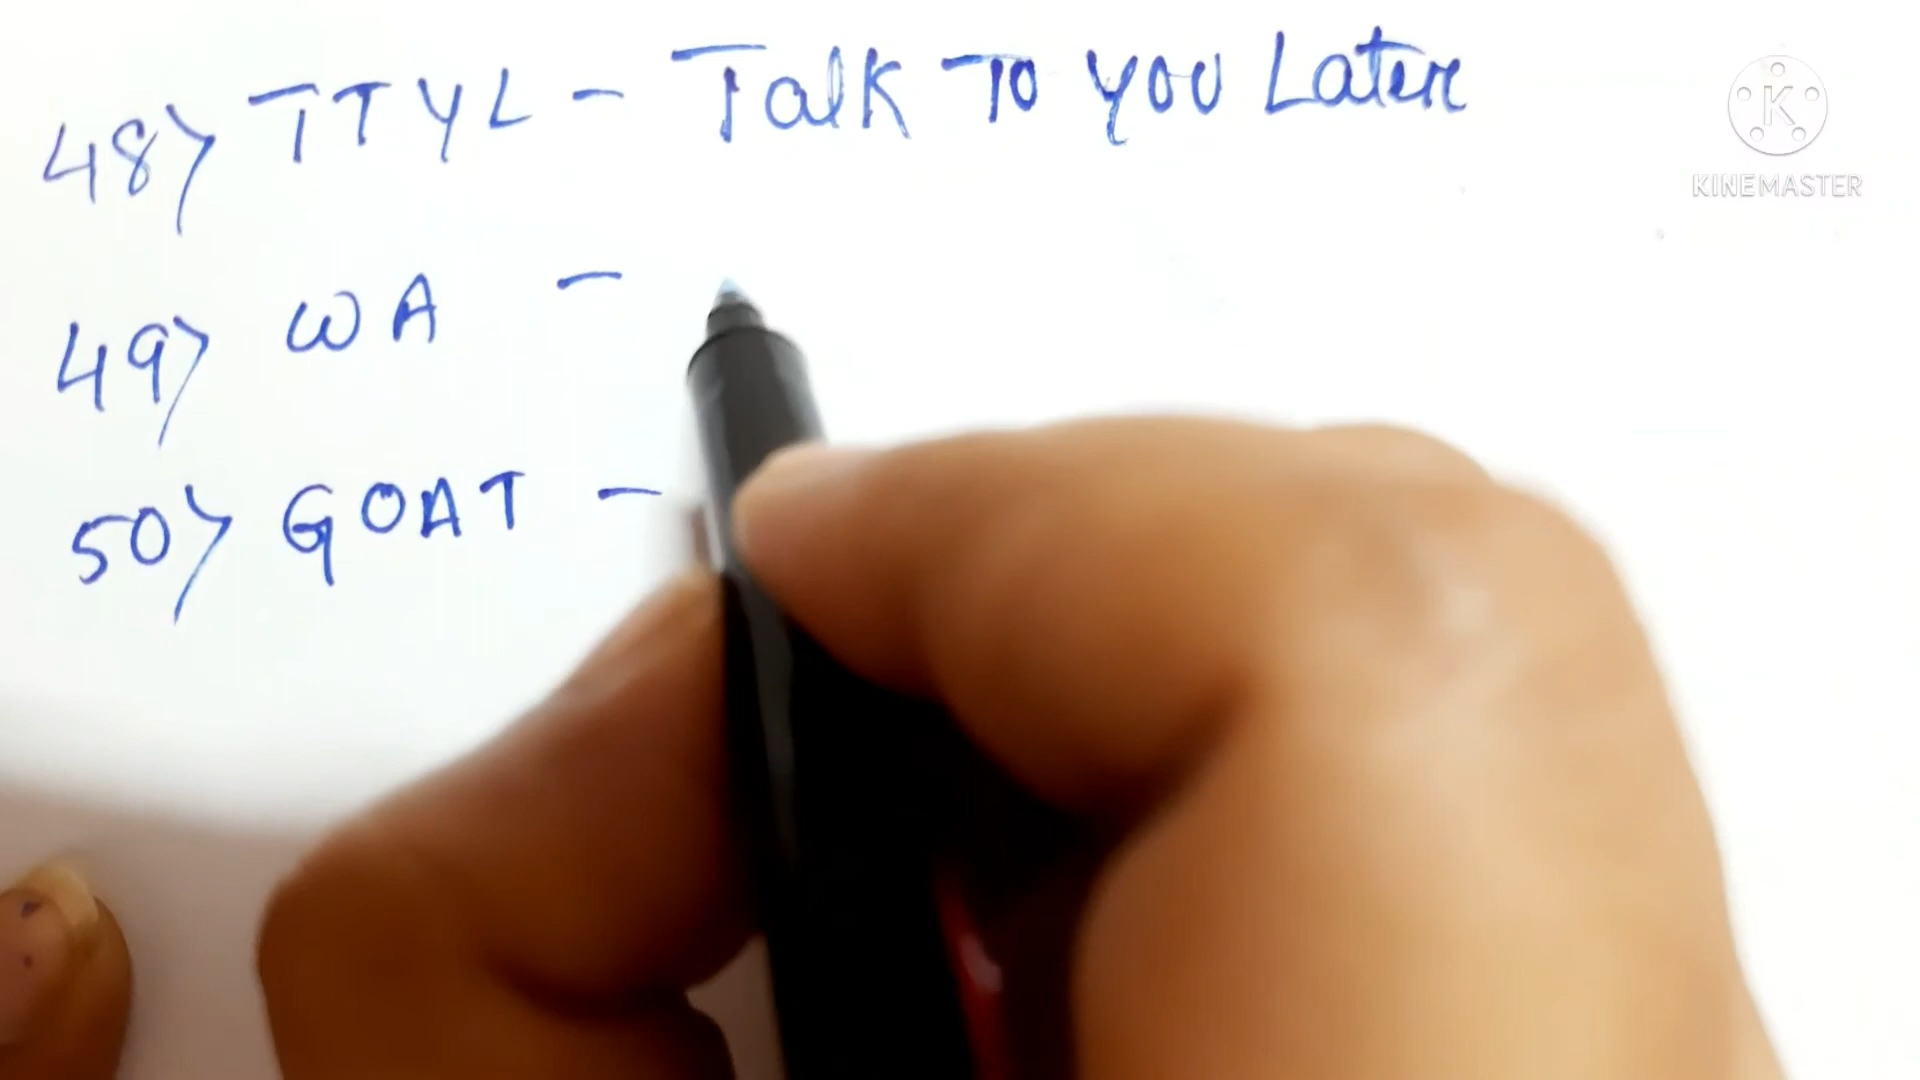 48> TTYL - Talk To you Later
K
KINEMASTER
49> WA -
50> GOAT -